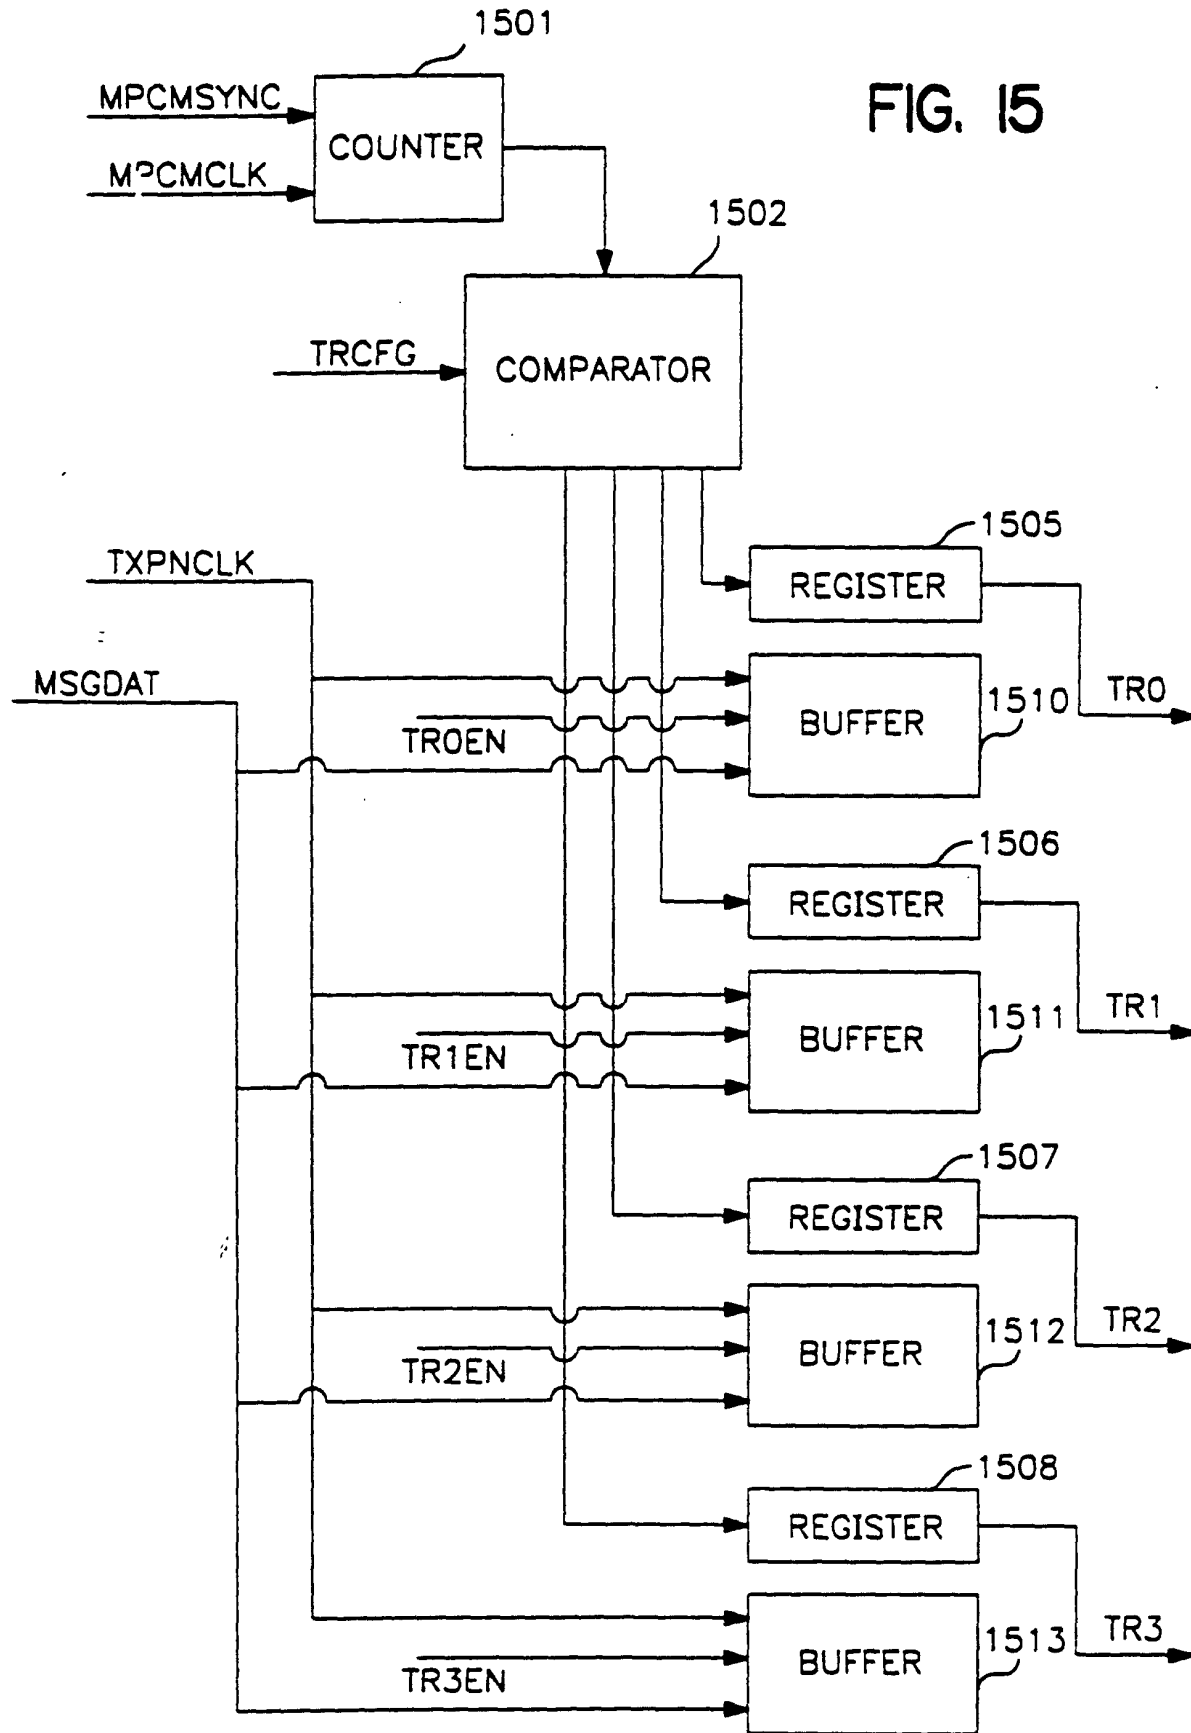 1501
MPCMSYNC
FIG. 15
COUNTER
MPCMCLK
1502
TRCFG
COMPARATOR
1505
TXPNCLK
REGISTER
MSGDAT
1510
TR0
BUFFER
TR0EN
1506
REGISTER
1511
TR1
BUFFER
TR1EN
1507
REGISTER
1512
TR2
BUFFER
TR2EN
1508
REGISTER
1513
TR3
BUFFER
TR3EN